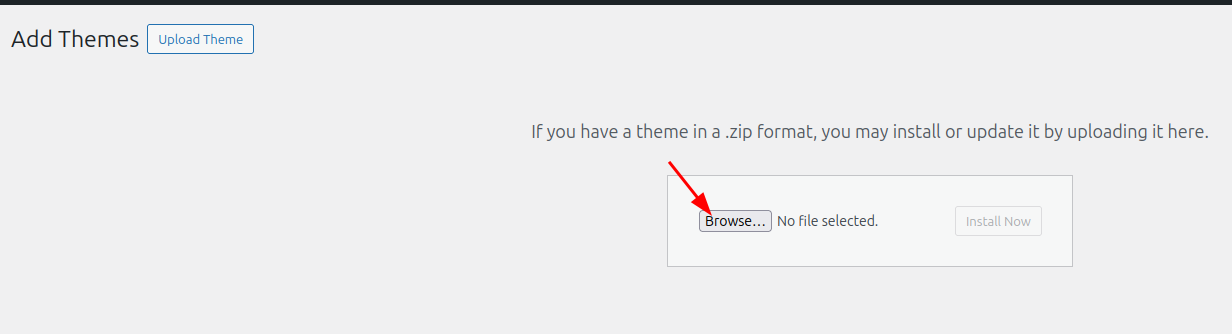 Add Themes Upload Theme
If you have a theme in a .zip format, you may install or update it by uploading it here.
Browse... No file selected. Install Now